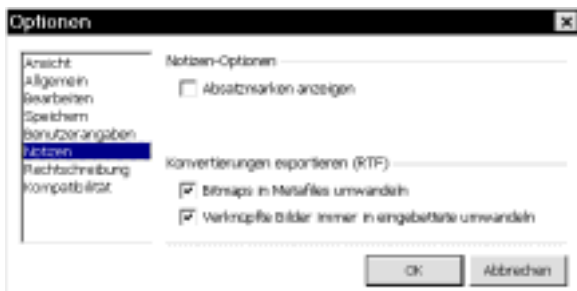 Optionen
Ansicht
Allgemein
Bearbeiten
Speichern
Benutzerangaben
Notizen
Rechtschreibung
Kompatibilität
Notizen-Optionen
Absatzmarken anzeigen
Konvertierungen exportieren (RTF)
Bitmaps in Metafiles umwandeln
Verknüpfte Bilder immer in eingebettete umwandeln
OK
Abbrechen